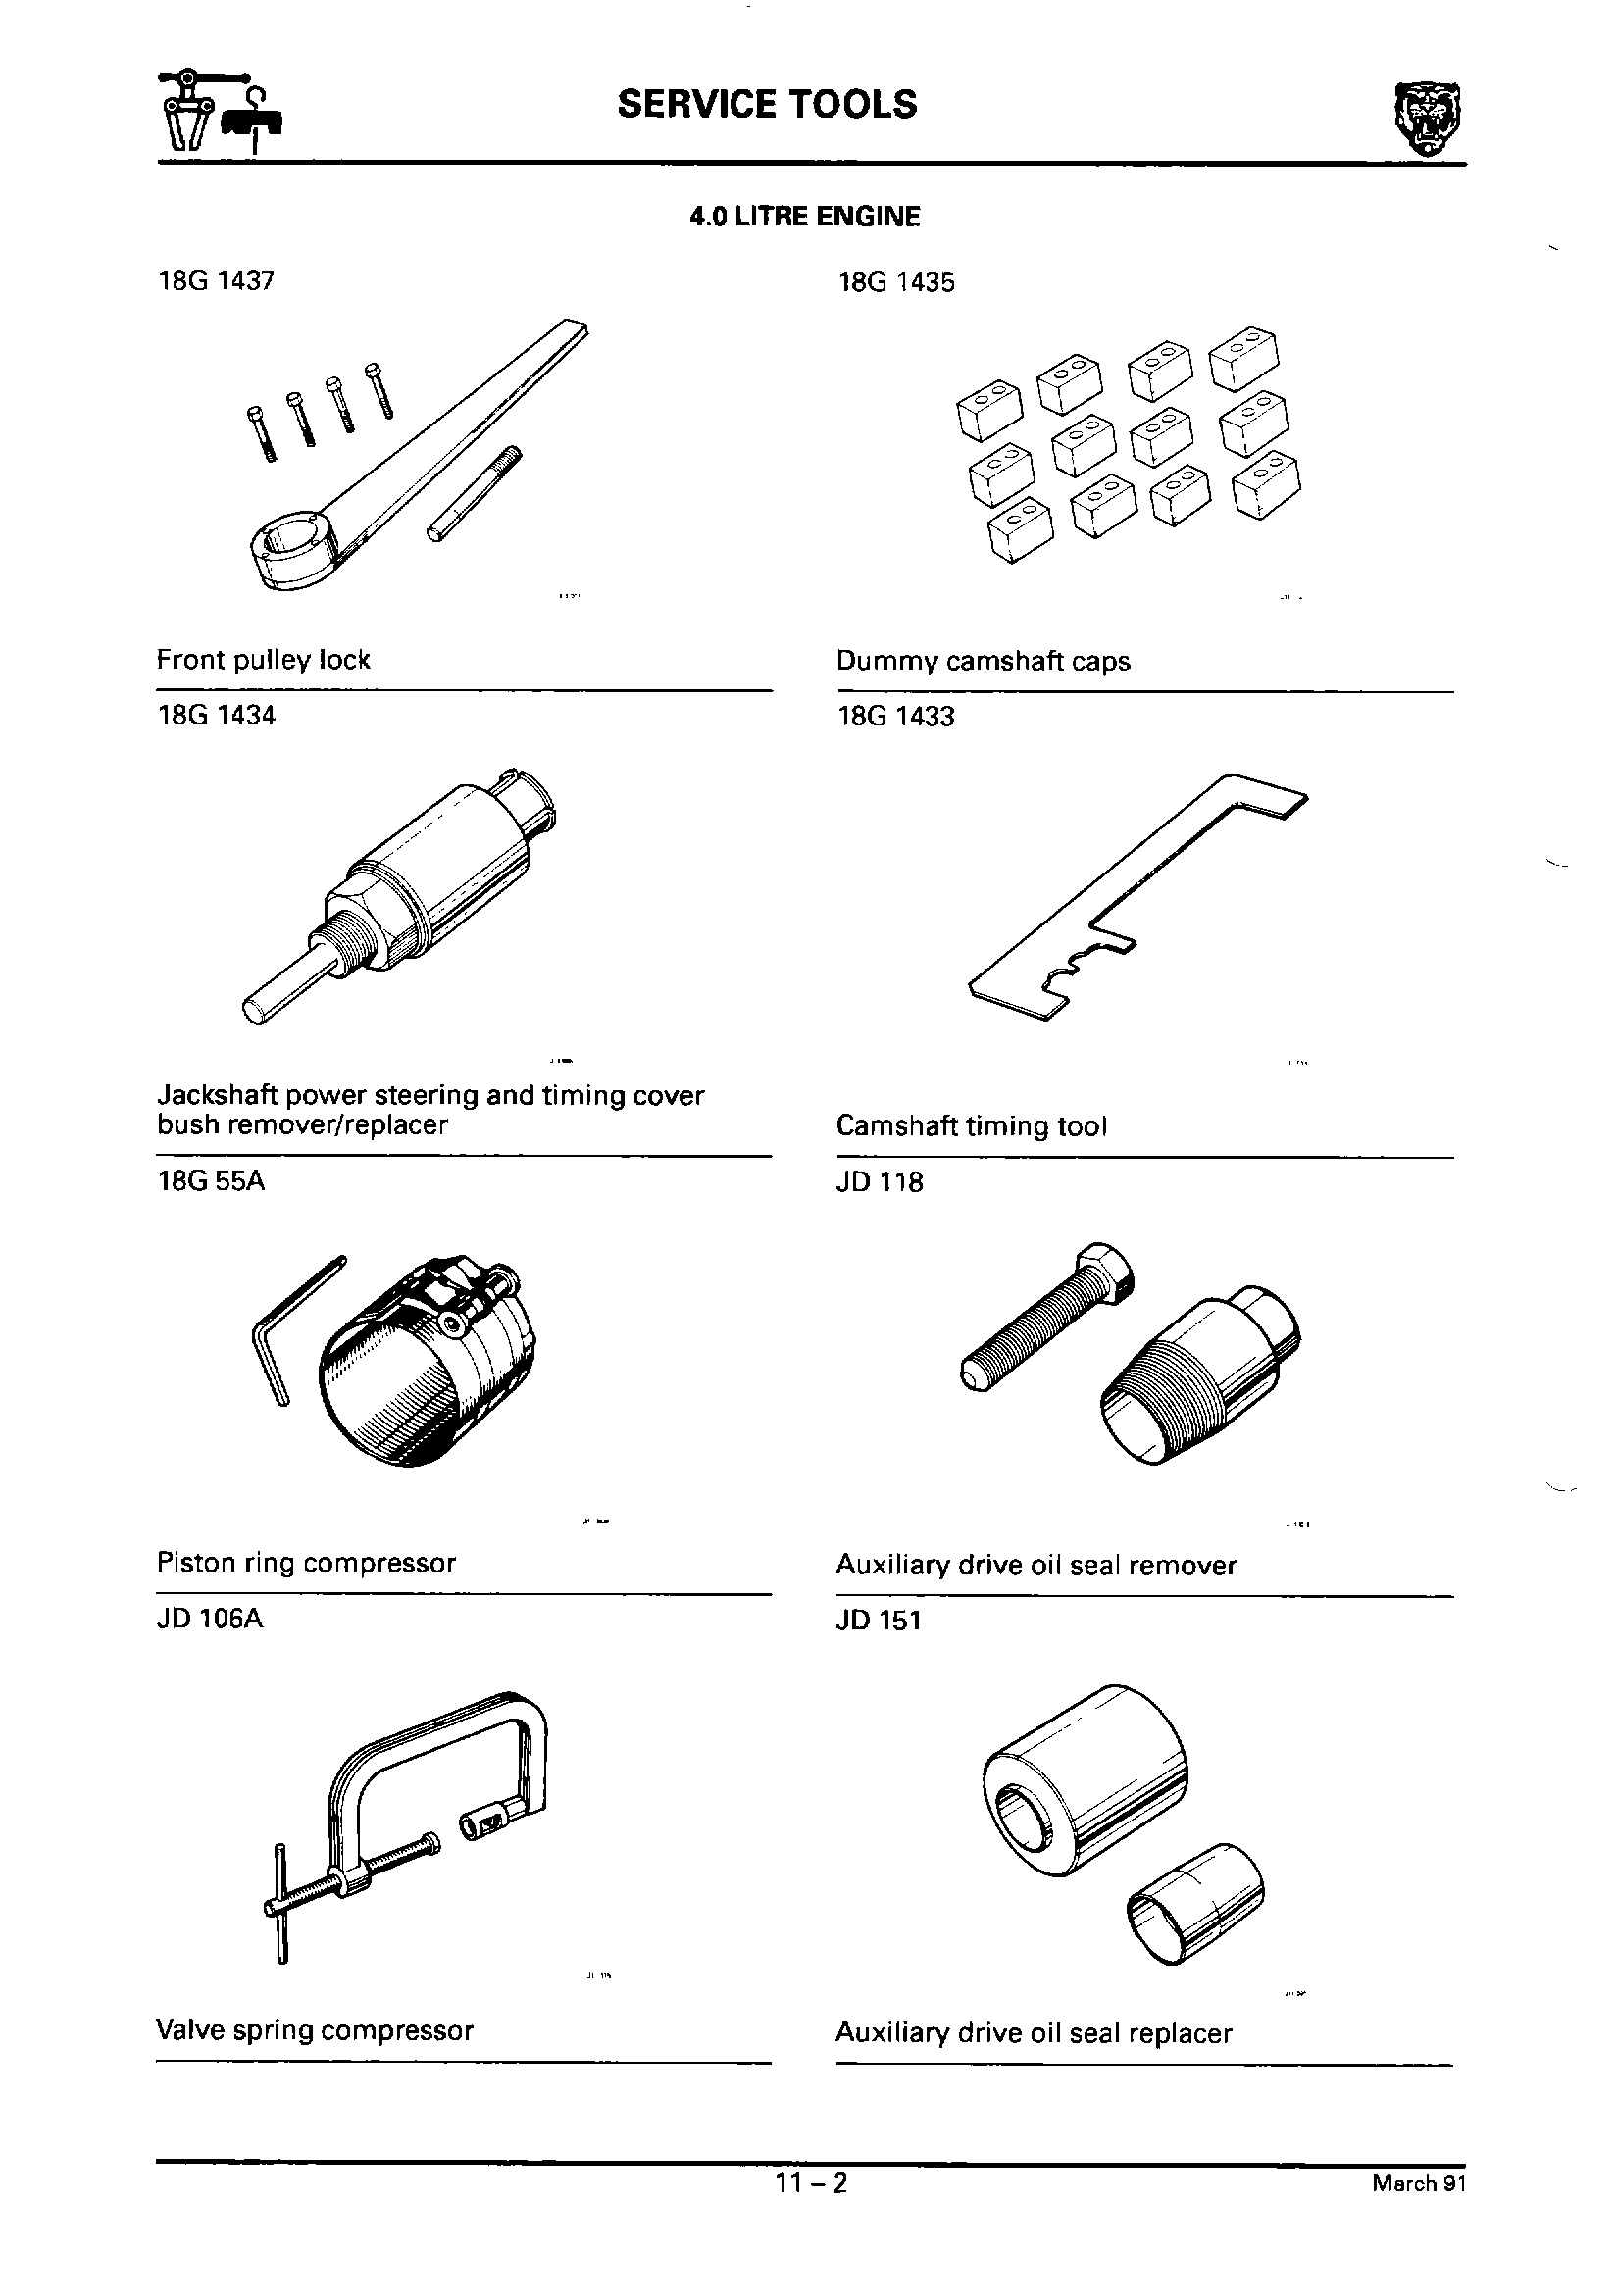 SERVICE TOOLS
4.0 LITRE ENGINE
18G 1437
18G 1435
Front pulley lock
Dummy camshaft caps
18G 1434
18G 1433
Jackshaft power steering and timing cover
bush remover/replacer
Camshaft timing tool
18G 55A
JD 118
Piston ring compressor
Auxiliary drive oil seal remover
JD 106A
JD 151
Valve spring compressor
Auxiliary drive oil seal replacer
11 – 2
March 91